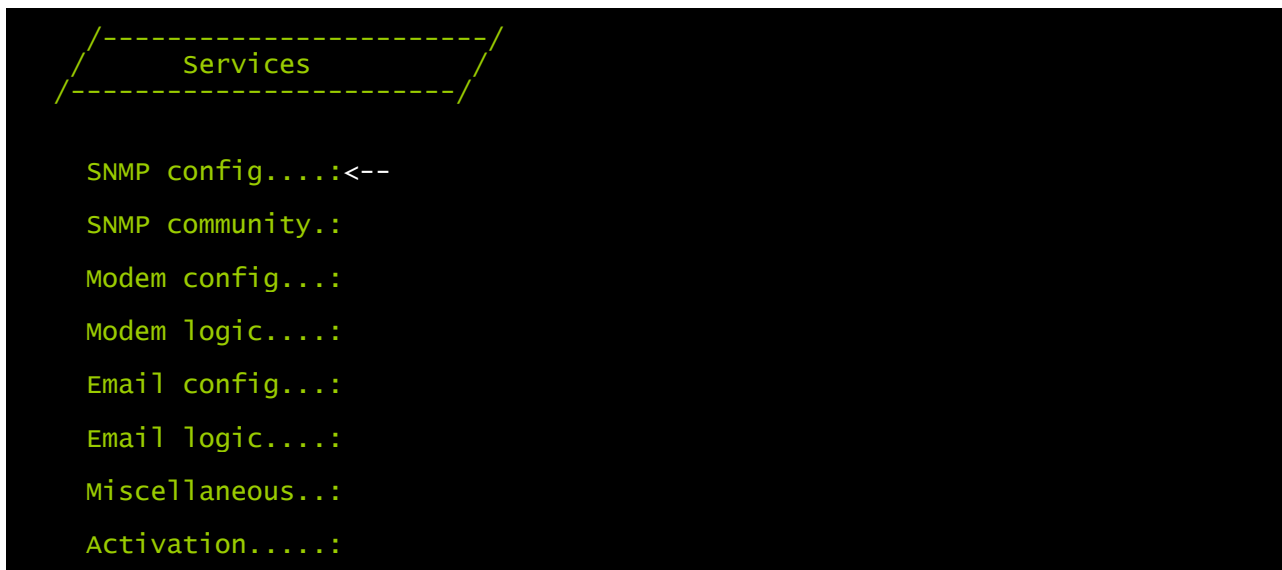 /------------------------/
/ Services /
/------------------------/
SNMP config....:<--
SNMP community.:
Modem config...:
Modem logic....:
Email config...:
Email logic....:
Miscellaneous..:
Activation.....: